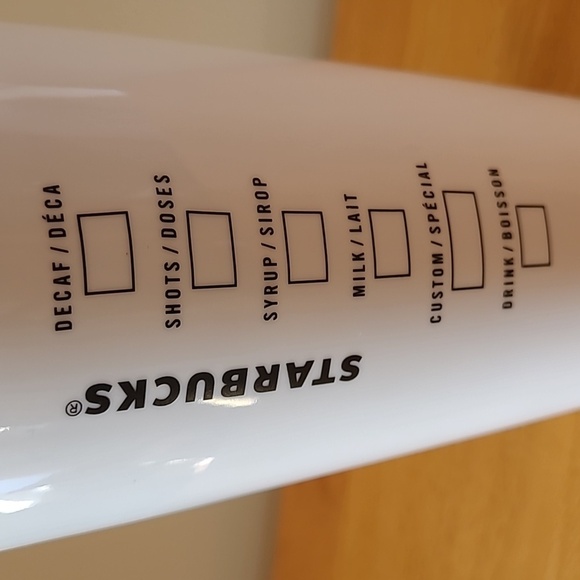 DECAF / DÉCA
SHOTS / DOSES
SYRUP / SIROP
MILK / LAIT
CUSTOM / SPÉCIAL
DRINK / BOISSON
STARBUCKS®